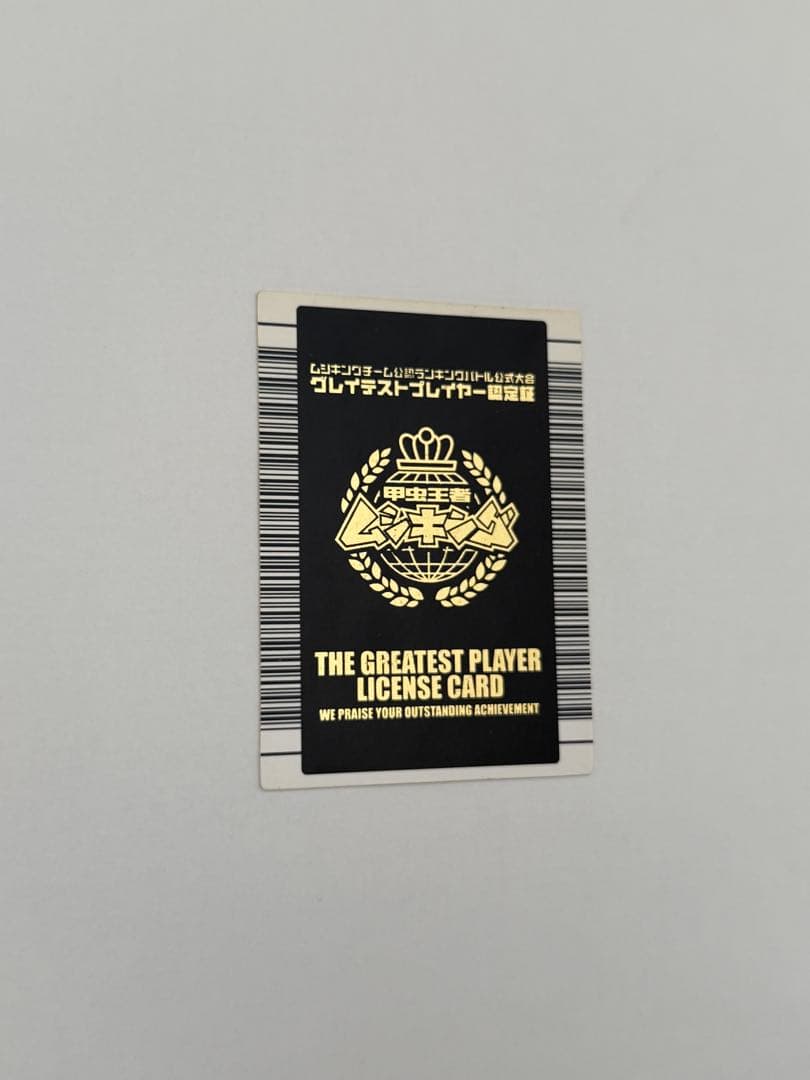 ムシキングチーム公認ランキングバトル公式大会
グレイテストプレイヤー認定証
甲虫王者
ムシキング
THE GREATEST PLAYER
LICENSE CARD
WE PRAISE YOUR OUTSTANDING ACHIEVEMENT